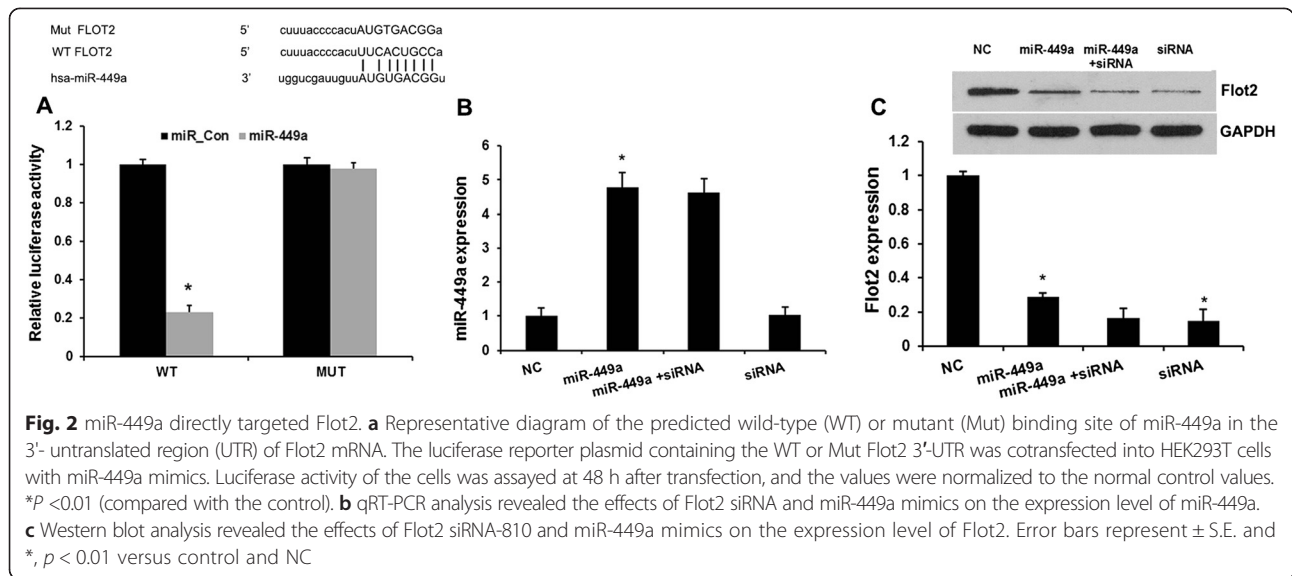 Mut FLOT2 5' cuuuaccccacuAUGTGACGGa
WT FLOT2 5' cuuuaccccacuUUCACUGCCa
hsa-miR-449a 3' uggucgauuguuAUGUGACGGu
A
Relative luciferase activity
1.2
1
0.8
0.6
0.4
0.2
0
miR_Con miR-449a
*
WT MUT
B
miR-449a expression
6
5
4
3
2
1
0
*
NC miR-449a miR-449a +siRNA siRNA
C
NC miR-449a miR-449a +siRNA siRNA
Flot2
GAPDH
Flot2 expression
1.2
1
0.8
0.6
0.4
0.2
0
* *
NC miR-449a miR-449a +siRNA siRNA
Fig. 2 miR-449a directly targeted Flot2. a Representative diagram of the predicted wild-type (WT) or mutant (Mut) binding site of miR-449a in the
3'- untranslated region (UTR) of Flot2 mRNA. The luciferase reporter plasmid containing the WT or Mut Flot2 3′-UTR was cotransfected into HEK293T cells
with miR-449a mimics. Luciferase activity of the cells was assayed at 48 h after transfection, and the values were normalized to the normal control values.
*P <0.01 (compared with the control). b qRT-PCR analysis revealed the effects of Flot2 siRNA and miR-449a mimics on the expression level of miR-449a.
c Western blot analysis revealed the effects of Flot2 siRNA-810 and miR-449a mimics on the expression level of Flot2. Error bars represent ± S.E. and
*, p < 0.01 versus control and NC